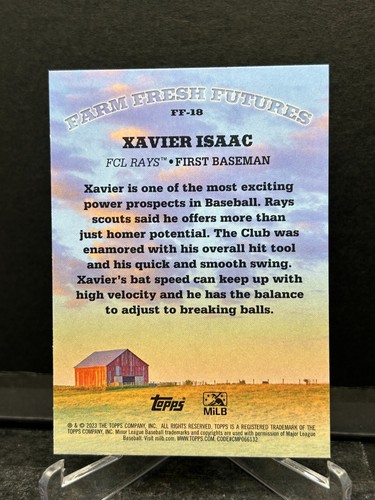 FARM FRESH FUTURES
FF-18
XAVIER ISAAC
FCL RAYS™ • FIRST BASEMAN
Xavier is one of the most exciting
power prospects in Baseball. Rays
scouts said he offers more than
just homer potential. The Club was
enamored with his overall hit tool
and his quick and smooth swing.
Xavier's bat speed can keep up with
high velocity and he has the balance
to adjust to breaking balls.
Topps
MiLB
® & © 2023 THE TOPPS COMPANY, INC. ALL RIGHTS RESERVED. TOPPS IS A REGISTERED TRADEMARK OF THE
TOPPS COMPANY, INC. Minor League Baseball trademarks and copyrights are used with permission of Major League
Baseball. Visit milb.com. WWW.TOPPS.COM. CODE#CMP066132